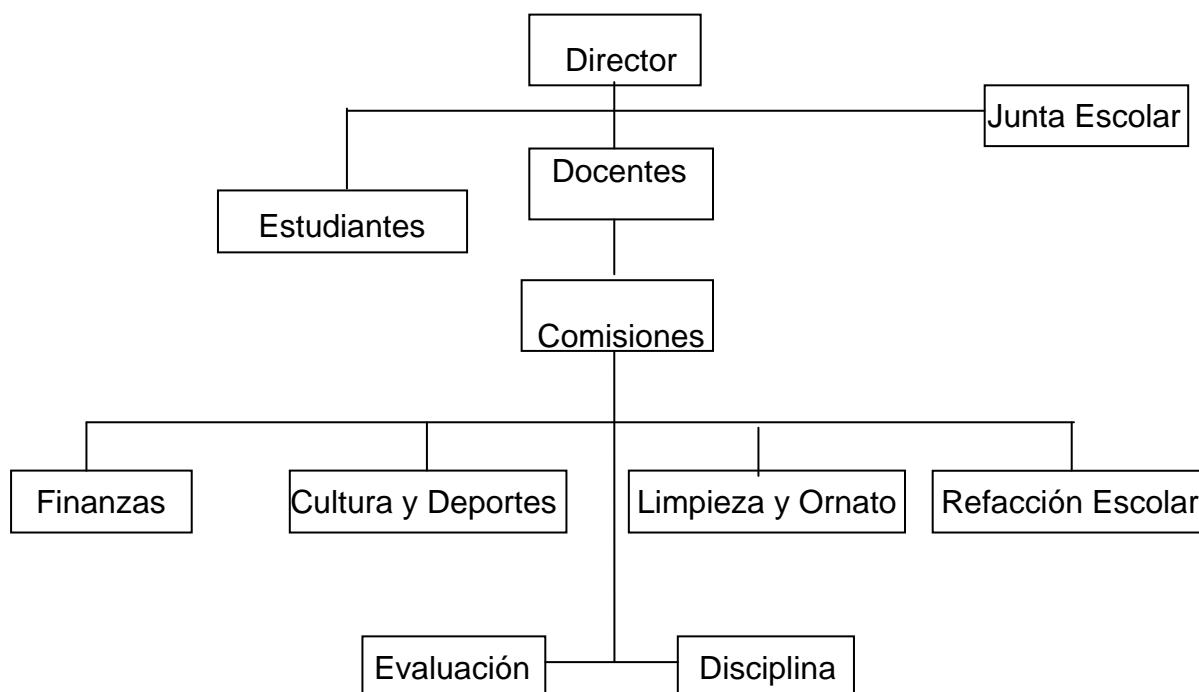 Director
Junta Escolar
Docentes
Estudiantes
Comisiones
Finanzas
Cultura y Deportes
Limpieza y Ornato
Refacción Escolar
Evaluación
Disciplina